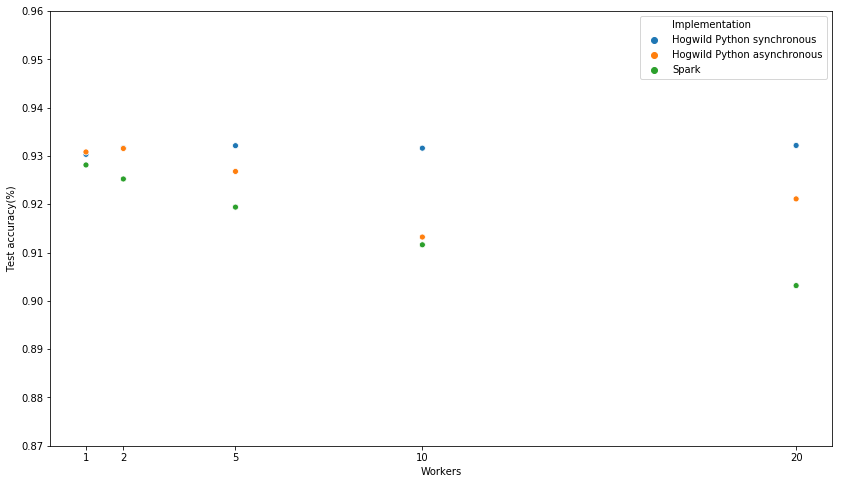 0.96
0.95
0.94
0.93
0.92
0.91
0.90
0.89
0.88
0.87
Test accuracy(%)
Implementation
Hogwild Python synchronous
Hogwild Python asynchronous
Spark
1 2 5 10 20
Workers